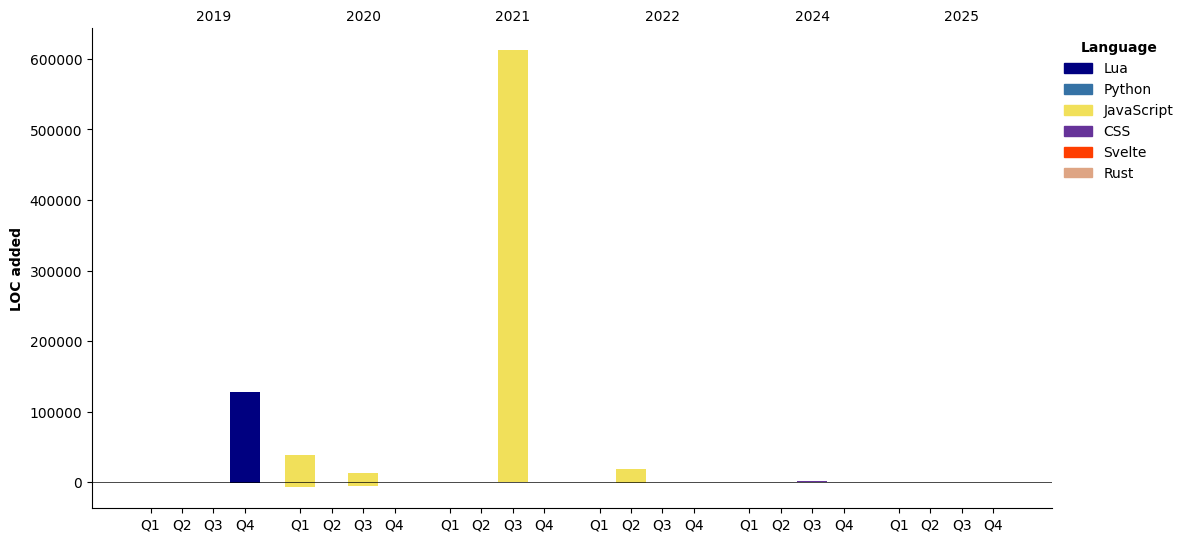 2019 2020 2021 2022 2024 2025
LOC added
600000
500000
400000
300000
200000
100000
0
Q1 Q2 Q3 Q4 Q1 Q2 Q3 Q4 Q1 Q2 Q3 Q4 Q1 Q2 Q3 Q4 Q1 Q2 Q3 Q4 Q1 Q2 Q3 Q4
Language
Lua
Python
JavaScript
CSS
Svelte
Rust